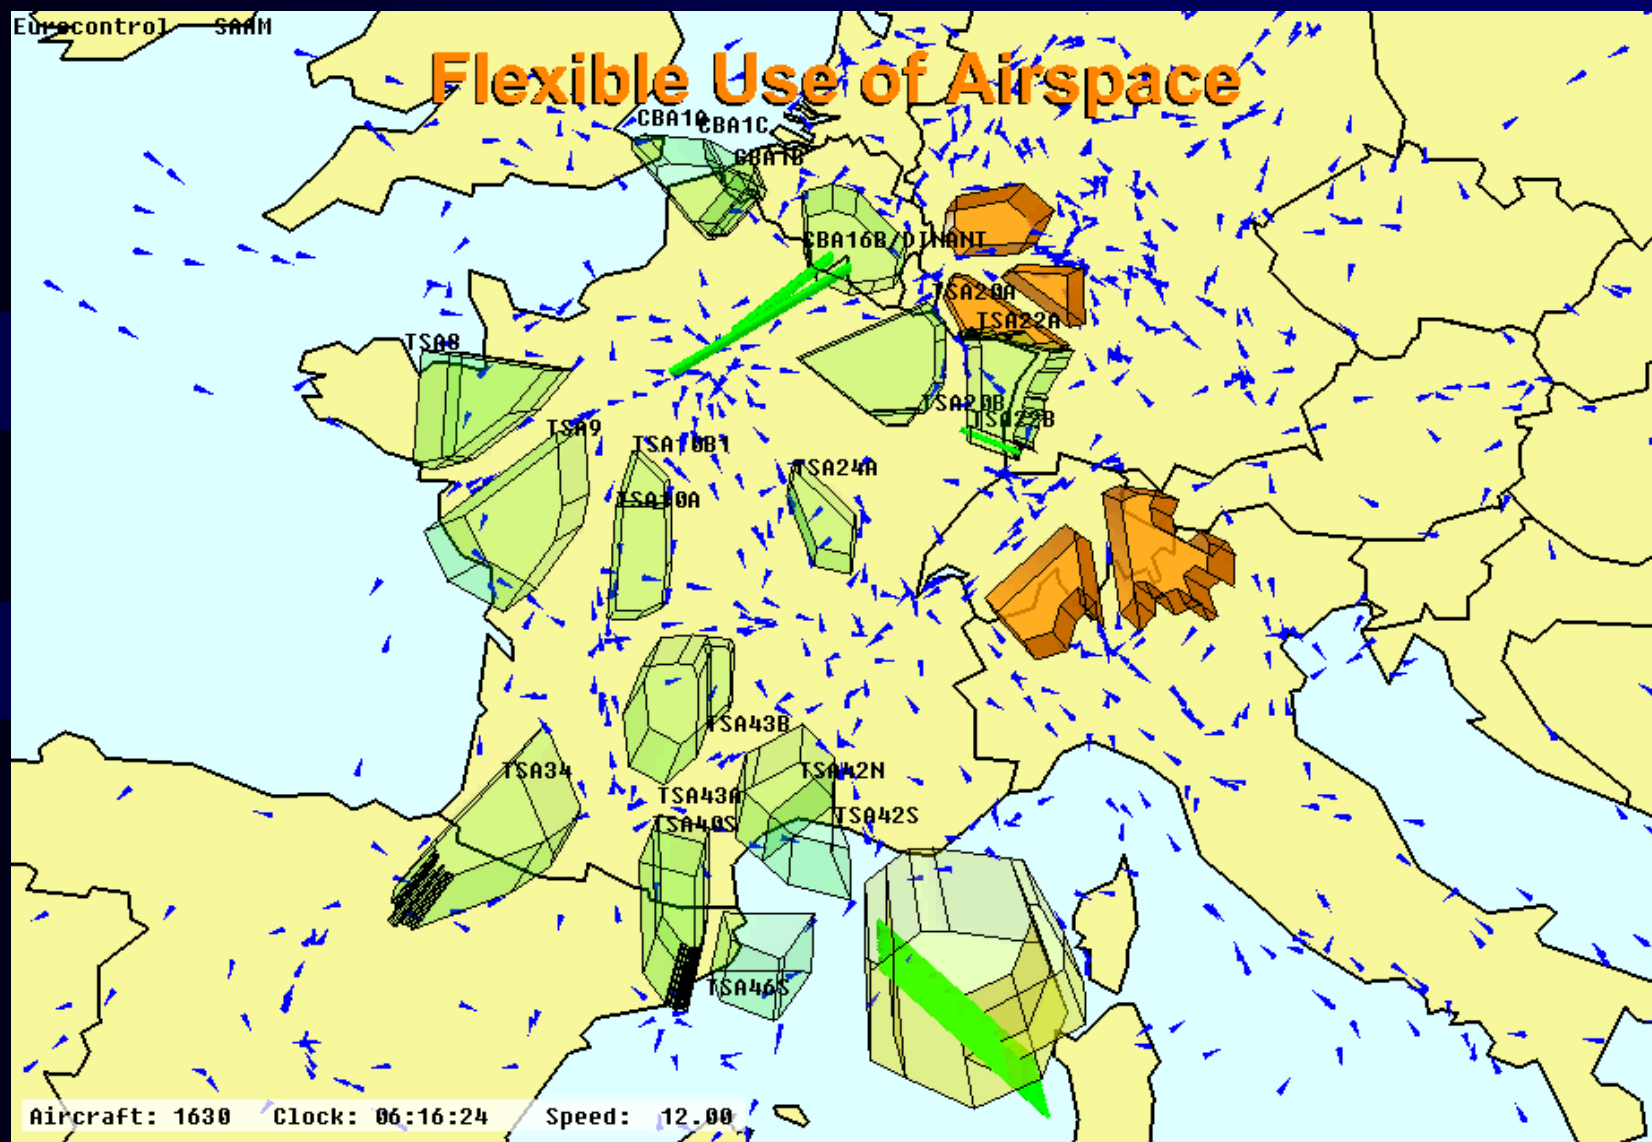 Eurocontrol SAAM
Flexible Use of Airspace
CBA1A
CBA1C
CBA1B
CBA16B/DINANT
TSA20A
TSA22A
TSA8
TSA20B
TSA22B
TSA9
TSA10B1
TSA24A
TSA10A
TSA43B
TSA34
TSA42N
TSA43A
TSA42S
TSA40S
TSA46S
Aircraft: 1630 Clock: 06:16:24 Speed: 12.00